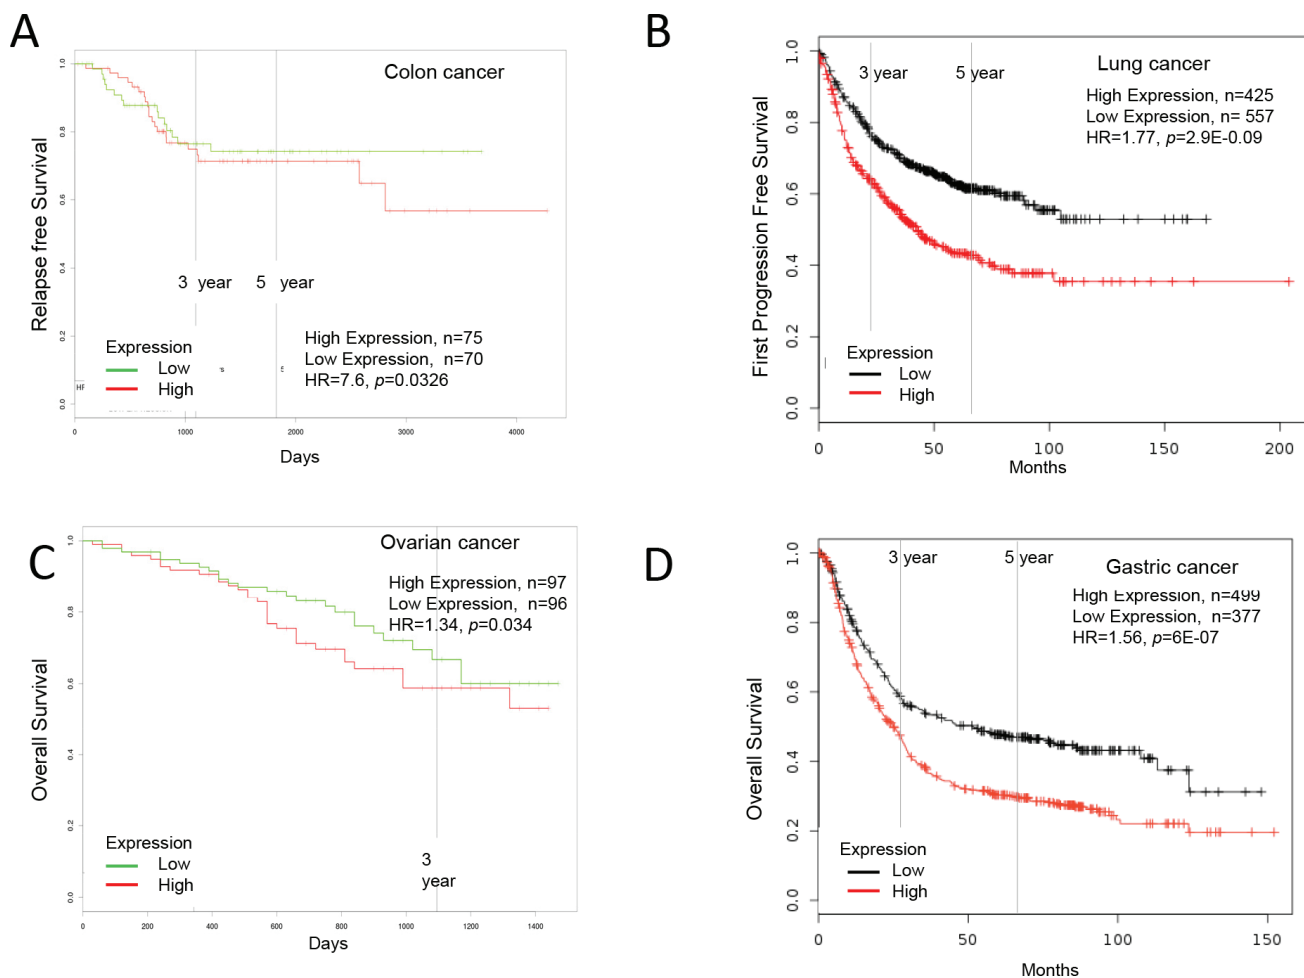 A
Colon cancer
Relapse free Survival
1.0
0.8
0.6
0.4
0.2
0.0
3 year
5 year
High Expression, n=75
Low Expression, n=70
HR=7.6, p=0.0326
Expression
Low
High
HR
0
1000
2000
3000
4000
Days
B
Lung cancer
First Progression Free Survival
1.0
0.8
0.6
0.4
0.2
0.0
3 year
5 year
High Expression, n=425
Low Expression, n= 557
HR=1.77, p=2.9E-0.09
Expression
Low
High
0
50
100
150
200
Months
C
Ovarian cancer
Overall Survival
1.0
0.8
0.6
0.4
0.2
0.0
High Expression, n=97
Low Expression, n=96
HR=1.34, p=0.034
Expression
Low
High
3
year
0
200
400
600
800
1000
1200
1400
Days
D
Gastric cancer
Overall Survival
1.0
0.8
0.6
0.4
0.2
0.0
3 year
5 year
High Expression, n=499
Low Expression, n=377
HR=1.56, p=6E-07
Expression
Low
High
0
50
100
150
Months